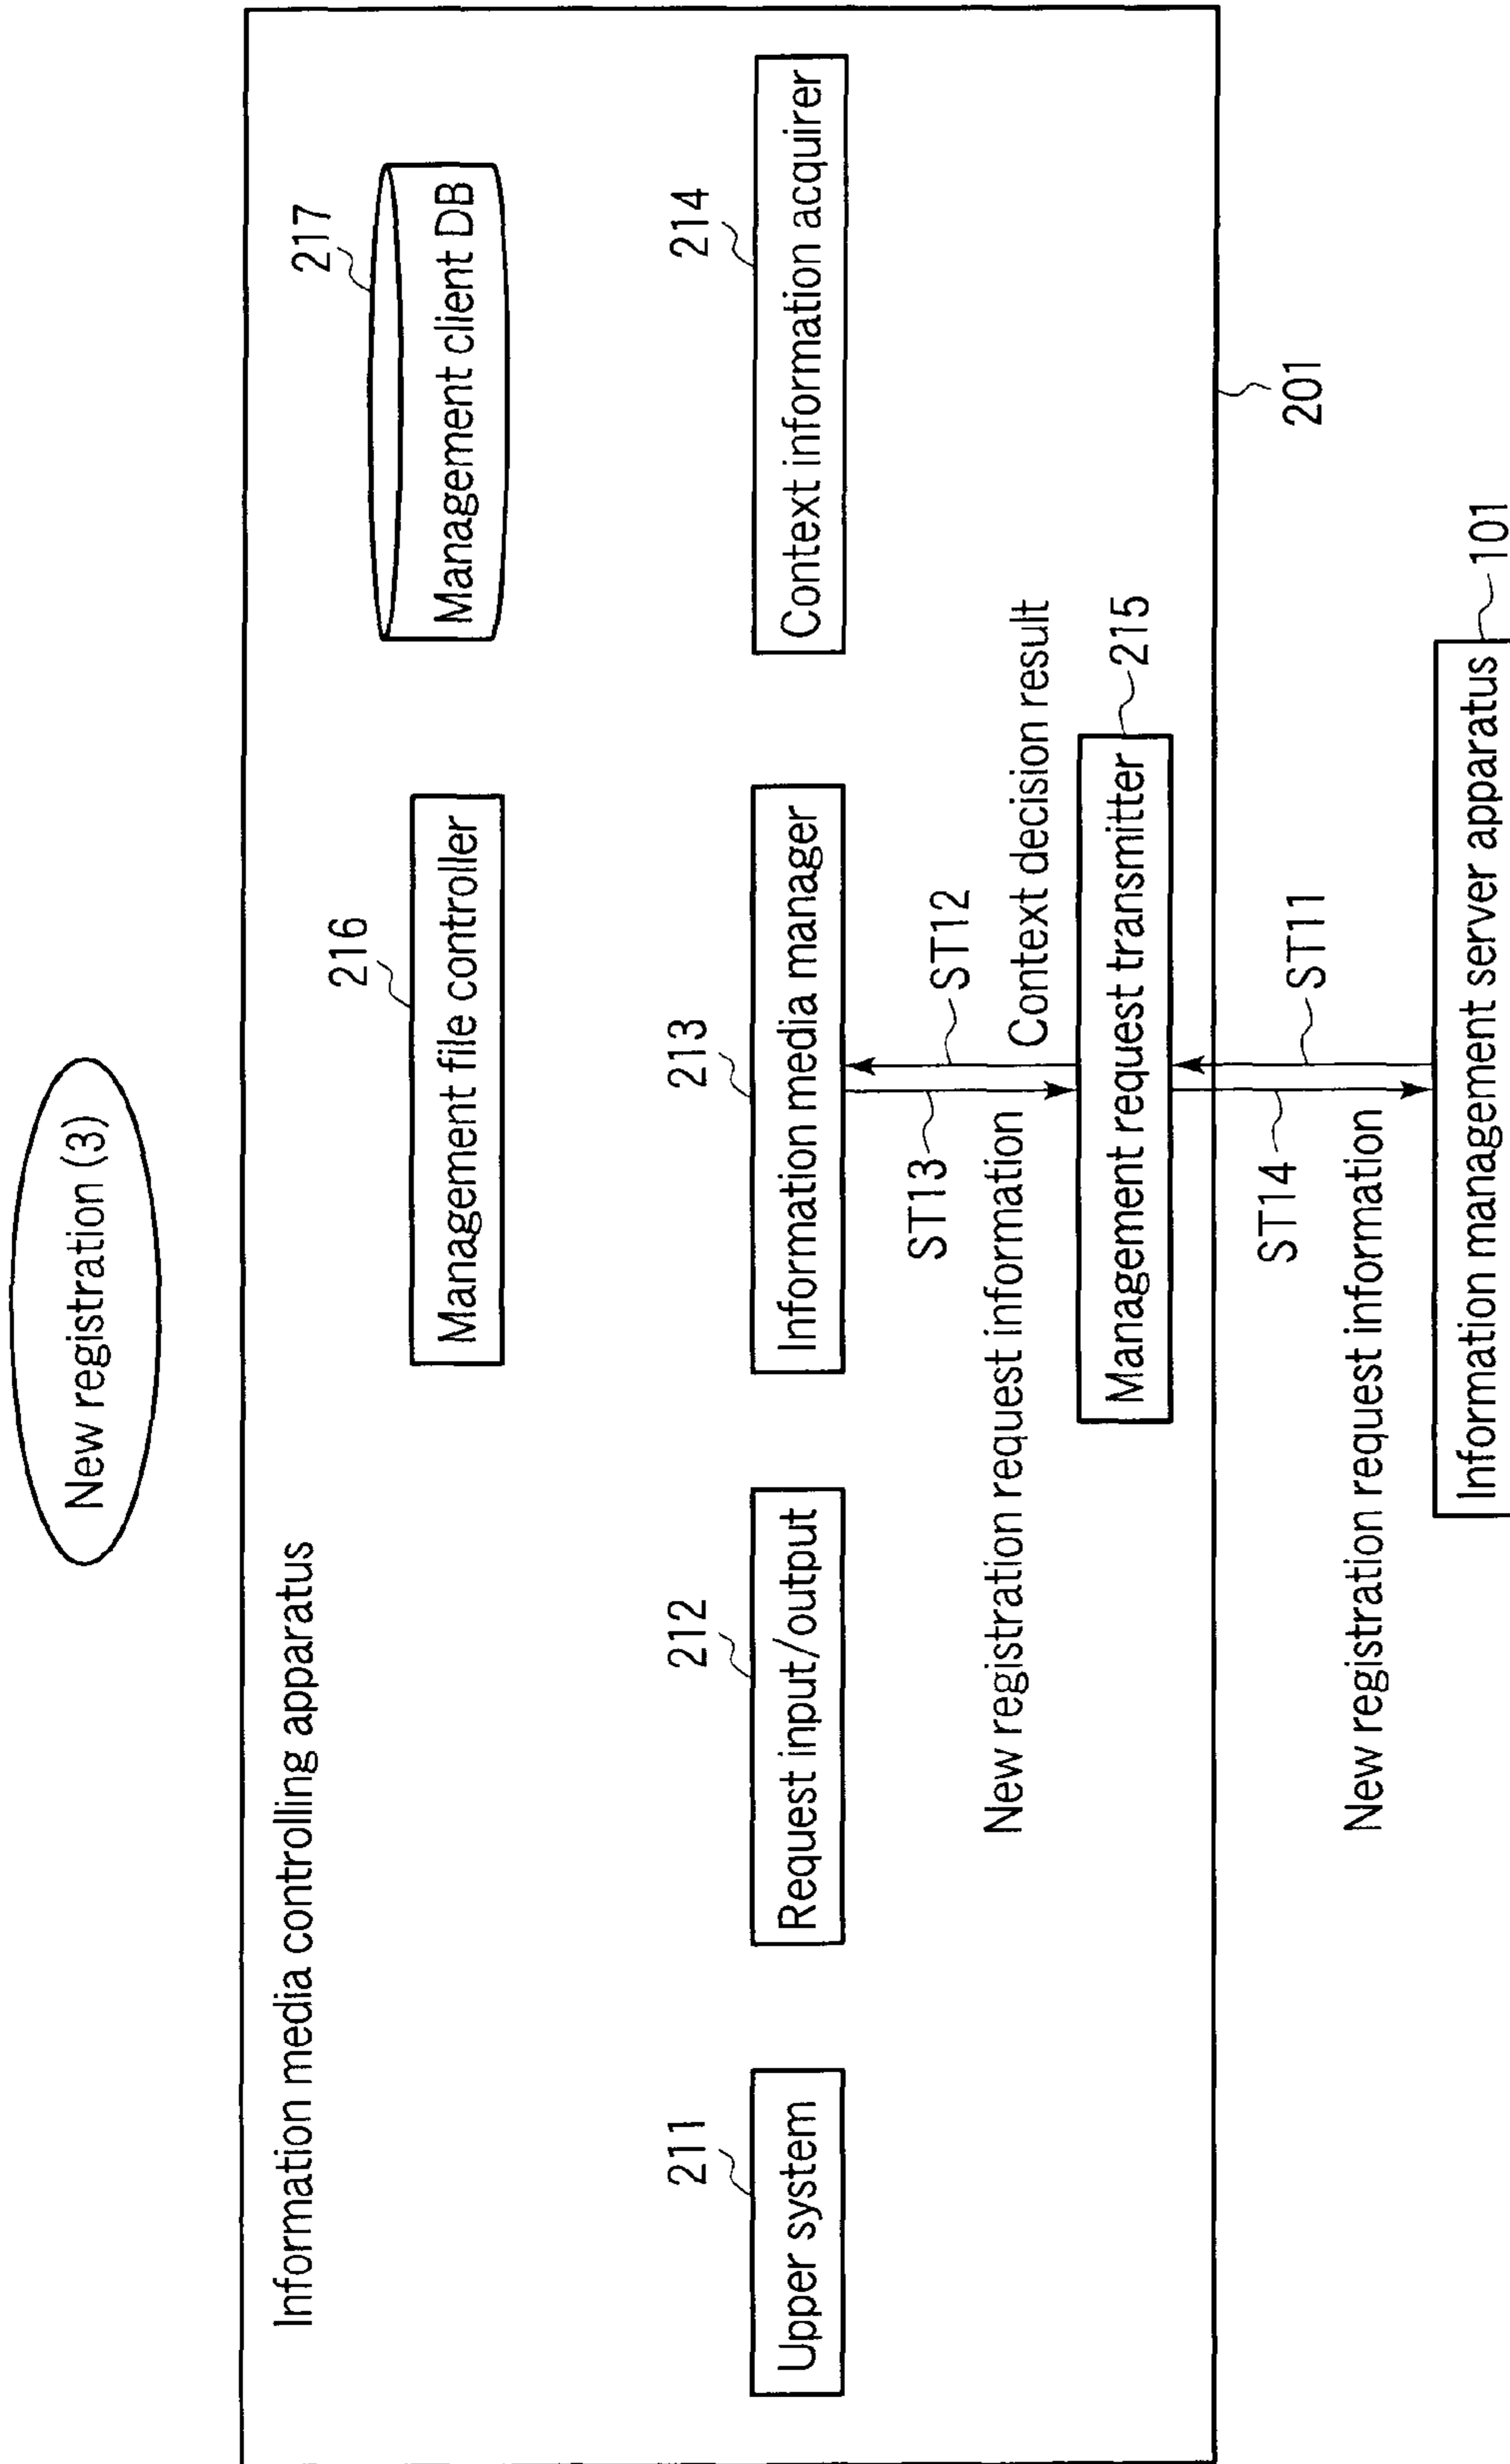 New registration (3)
Information media controlling apparatus
216
Management file controller
217
Management client DB
211
Upper system
212
Request input/output
213
Information media manager
214
Context information acquirer
ST13
ST12
New registration request information
Context decision result
Management request transmitter
215
201
ST14
ST11
New registration request information
Information management server apparatus
101